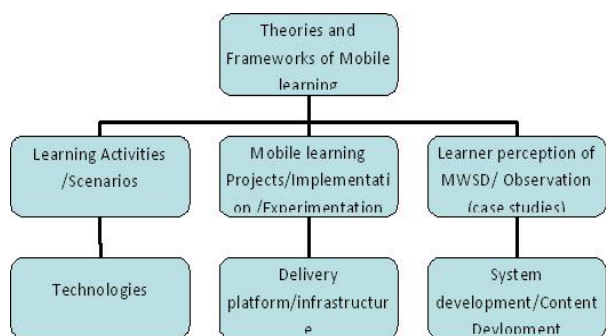 Theories and
Frameworks of Mobile
learning
Learning Activities
/Scenarios
Mobile learning
Projects/Implementati
on /Experimentation
Learner perception of
MWSD/ Observation
(case studies)
Technologies
Delivery
platform/infrastructur
e
System
development/Content
Devlopment